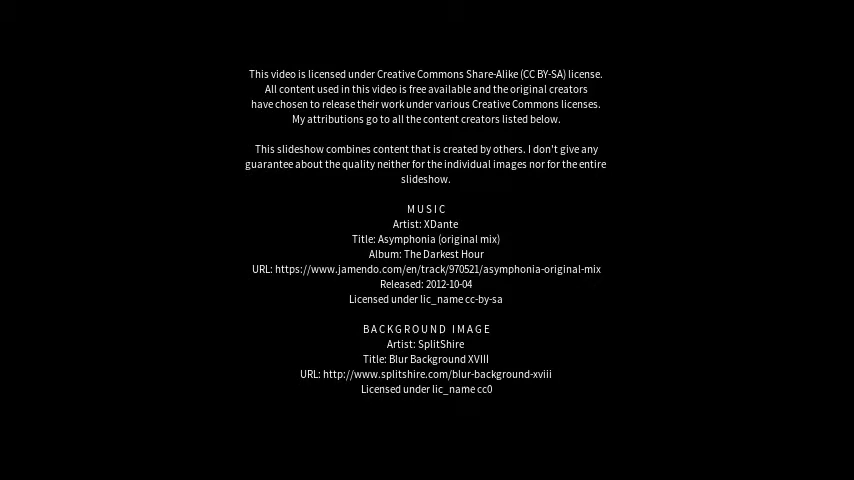 This video is licensed under Creative Commons Share-Alike (CC BY-SA) license.
All content used in this video is free available and the original creators
have chosen to release their work under various Creative Commons licenses.
My attributions go to all the content creators listed below.
This slideshow combines content that is created by others. I don't give any
guarantee about the quality neither for the individual images nor for the entire
slideshow.
MUSIC
Artist: XDante
Title: Asymphonia (original mix)
Album: The Darkest Hour
URL: https://www.jamendo.com/en/track/970521/asymphonia-original-mix
Released: 2012-10-04
Licensed under lic_name cc-by-sa
BACKGROUND IMAGE
Artist: SplitShire
Title: Blur Background XVIII
URL: http://www.splitshire.com/blur-background-xviii
Licensed under lic_name cc0